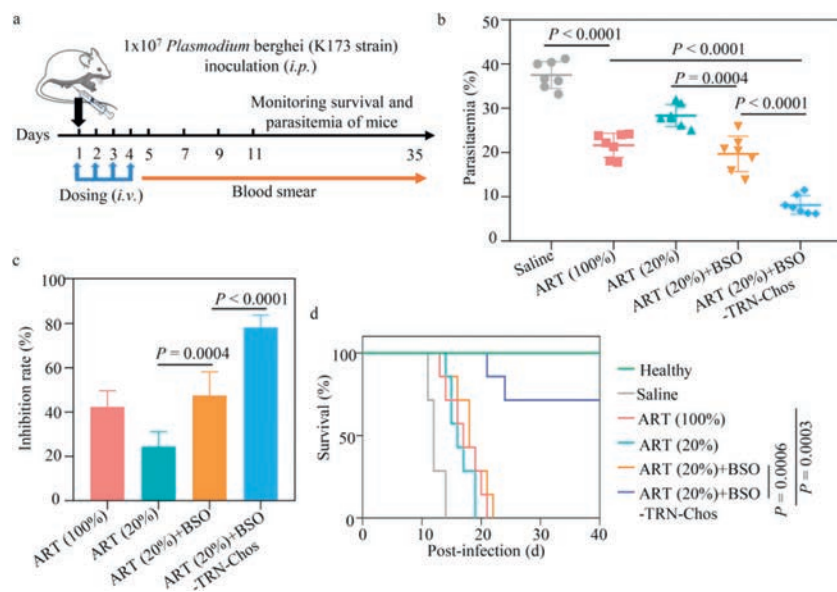 a
1x10⁷ Plasmodium berghei (K173 strain)
inoculation (i.p.)
Monitoring survival and
parasitemia of mice
Days
1 2 3 4 5 7 9 11 35
Dosing (i.v.)
Blood smear
b
Parasitaemia (%)
50
40
30
20
10
0
P < 0.0001
P < 0.0001
P = 0.0004
P < 0.0001
Saline
ART (100%)
ART (20%)
ART (20%)+BSO
ART (20%)+BSO
-TRN-Chos
c
Inhibition rate (%)
100
80
60
40
20
0
P < 0.0001
P = 0.0004
ART (100%)
ART (20%)
ART (20%)+BSO
ART (20%)+BSO
-TRN-Chos
d
Survival (%)
100
50
0
0 10 20 30 40
Post-infection (d)
Healthy
Saline
ART (100%)
ART (20%)
ART (20%)+BSO
ART (20%)+BSO
-TRN-Chos
P = 0.0006
P = 0.0003